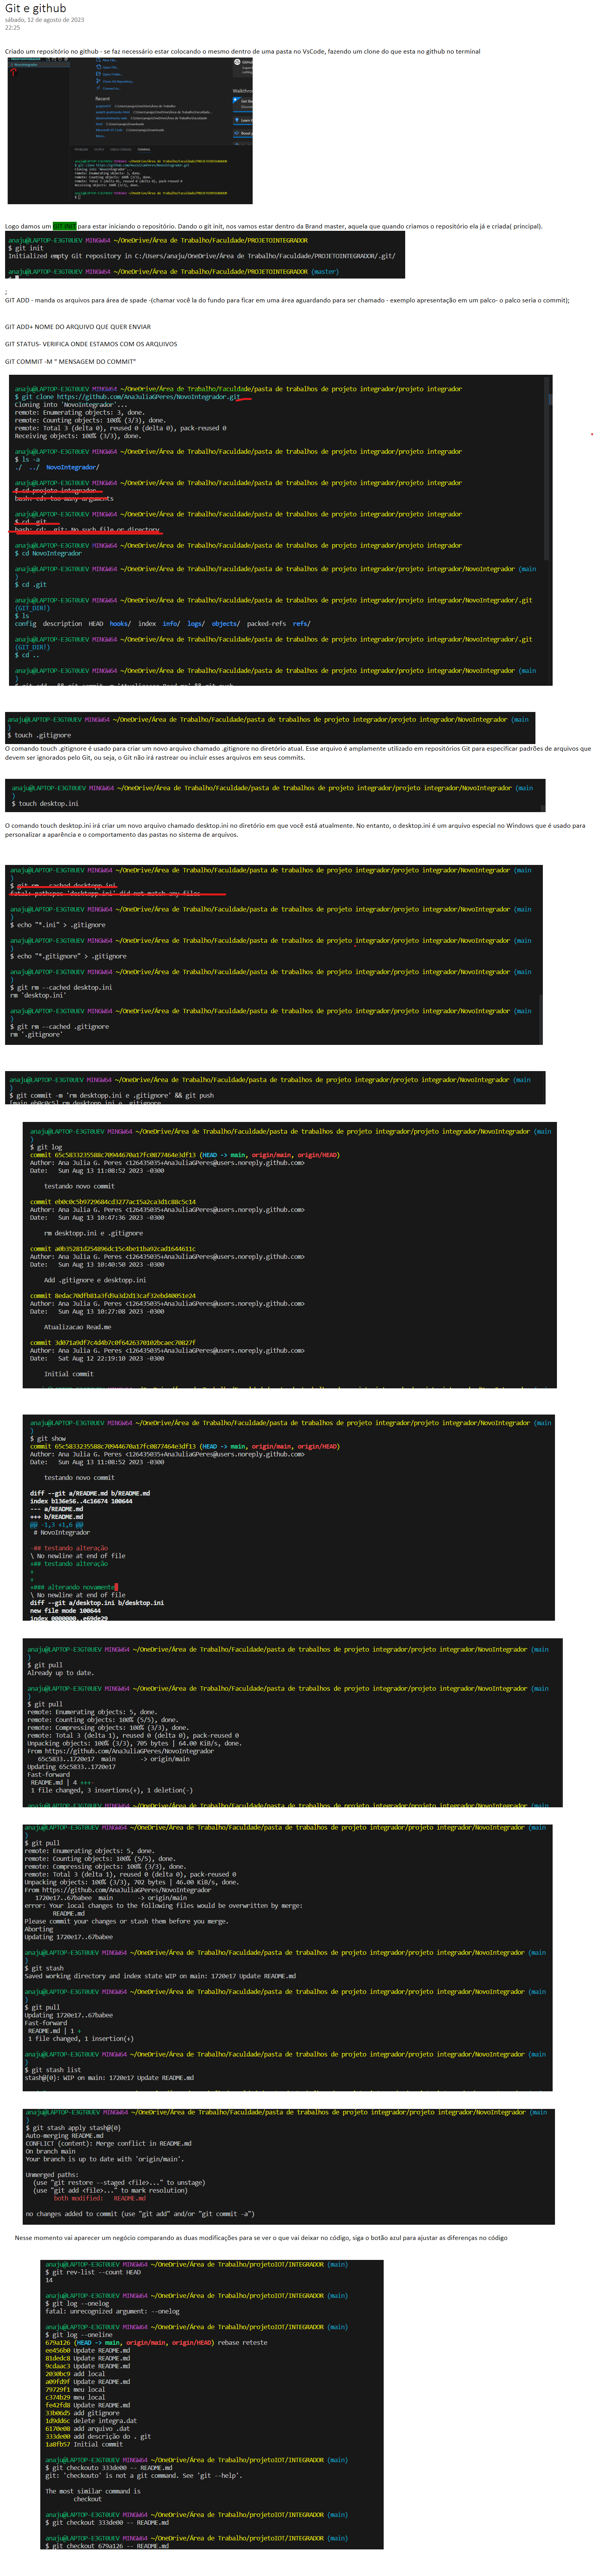 Git e github
sábado, 12 de agosto de 2023
22:25
Criado um repositório no github - se faz necessário estar colocando o mesmo dentro de uma pasta no VsCode, fazendo um clone do que esta no github no terminal
Recent
Logo damos um GIT INIT para estar iniciando o repositório. Dando o git init, nos vamos estar dentro da Brand master, aquela que quando criamos o repositório ela já e criada( principal).
anaju@LAPTOP-E3GT0UEV MINGW64 ~/OneDrive/Área de Trabalho/Faculdade/PROJETOINTEGRADOR
$ git init
Initialized empty Git repository in C:/Users/anaju/OneDrive/Área de Trabalho/Faculdade/PROJETOINTEGRADOR/.git/
anaju@LAPTOP-E3GT0UEV MINGW64 ~/OneDrive/Área de Trabalho/Faculdade/PROJETOINTEGRADOR (master)
$
;
GIT ADD - manda os arquivos para área de spade -(chamar você la do fundo para ficar em uma área aguardando para ser chamado - exemplo apresentação em um palco- o palco seria o commit);
GIT ADD+ NOME DO ARQUIVO QUE QUER ENVIAR
GIT STATUS- VERIFICA ONDE ESTAMOS COM OS ARQUIVOS
GIT COMMIT -M " MENSAGEM DO COMMIT"
anaju@LAPTOP-E3GT0UEV MINGW64 ~/OneDrive/Área de Trabalho/Faculdade/pasta de trabalhos de projeto integrador/projeto integrador
$ git clone https://github.com/AnaJuliaGPeres/NovoIntegrador.git
Cloning into 'NovoIntegrador'...
remote: Enumerating objects: 3, done.
remote: Counting objects: 100% (3/3), done.
remote: Total 3 (delta 0), reused 0 (delta 0), pack-reused 0
Receiving objects: 100% (3/3), done.
anaju@LAPTOP-E3GT0UEV MINGW64 ~/OneDrive/Área de Trabalho/Faculdade/pasta de trabalhos de projeto integrador/projeto integrador
$ ls -a
./ ../ NovoIntegrador/
anaju@LAPTOP-E3GT0UEV MINGW64 ~/OneDrive/Área de Trabalho/Faculdade/pasta de trabalhos de projeto integrador/projeto integrador
$ cd projeto integrador
bash: cd: too many arguments
anaju@LAPTOP-E3GT0UEV MINGW64 ~/OneDrive/Área de Trabalho/Faculdade/pasta de trabalhos de projeto integrador/projeto integrador
$ cd .git
bash: cd: .git: No such file or directory
anaju@LAPTOP-E3GT0UEV MINGW64 ~/OneDrive/Área de Trabalho/Faculdade/pasta de trabalhos de projeto integrador/projeto integrador
$ cd NovoIntegrador
anaju@LAPTOP-E3GT0UEV MINGW64 ~/OneDrive/Área de Trabalho/Faculdade/pasta de trabalhos de projeto integrador/projeto integrador/NovoIntegrador (main
)
$ cd .git
anaju@LAPTOP-E3GT0UEV MINGW64 ~/OneDrive/Área de Trabalho/Faculdade/pasta de trabalhos de projeto integrador/projeto integrador/NovoIntegrador/.git
(GIT_DIR!)
$ ls
config description HEAD hooks/ index info/ logs/ objects/ packed-refs refs/
anaju@LAPTOP-E3GT0UEV MINGW64 ~/OneDrive/Área de Trabalho/Faculdade/pasta de trabalhos de projeto integrador/projeto integrador/NovoIntegrador/.git
(GIT_DIR!)
$ cd ..
anaju@LAPTOP-E3GT0UEV MINGW64 ~/OneDrive/Área de Trabalho/Faculdade/pasta de trabalhos de projeto integrador/projeto integrador/NovoIntegrador (main
)
anaju@LAPTOP-E3GT0UEV MINGW64 ~/OneDrive/Área de Trabalho/Faculdade/pasta de trabalhos de projeto integrador/projeto integrador/NovoIntegrador (main
)
$ touch .gitignore
O comando touch .gitignore é usado para criar um novo arquivo chamado .gitignore no diretório atual. Esse arquivo é amplamente utilizado em repositórios Git para especificar padrões de arquivos que
devem ser ignorados pelo Git, ou seja, o Git não irá rastrear ou incluir esses arquivos em seus commits.
anaju@LAPTOP-E3GT0UEV MINGW64 ~/OneDrive/Área de Trabalho/Faculdade/pasta de trabalhos de projeto integrador/projeto integrador/NovoIntegrador (main
)
$ touch desktop.ini
O comando touch desktop.ini irá criar um novo arquivo chamado desktop.ini no diretório em que você está atualmente. No entanto, o desktop.ini é um arquivo especial no Windows que é usado para
personalizar a aparência e o comportamento das pastas no sistema de arquivos.
anaju@LAPTOP-E3GT0UEV MINGW64 ~/OneDrive/Área de Trabalho/Faculdade/pasta de trabalhos de projeto integrador/projeto integrador/NovoIntegrador (main
)
$ git rm --cached desktopp.ini
fatal: pathspec 'desktopp.ini' did not match any files
anaju@LAPTOP-E3GT0UEV MINGW64 ~/OneDrive/Área de Trabalho/Faculdade/pasta de trabalhos de projeto integrador/projeto integrador/NovoIntegrador (main
)
$ echo "*.ini" > .gitignore
anaju@LAPTOP-E3GT0UEV MINGW64 ~/OneDrive/Área de Trabalho/Faculdade/pasta de trabalhos de projeto integrador/projeto integrador/NovoIntegrador (main
)
$ echo "*.gitignore" > .gitignore
anaju@LAPTOP-E3GT0UEV MINGW64 ~/OneDrive/Área de Trabalho/Faculdade/pasta de trabalhos de projeto integrador/projeto integrador/NovoIntegrador (main
)
$ git rm --cached desktop.ini
rm 'desktop.ini'
anaju@LAPTOP-E3GT0UEV MINGW64 ~/OneDrive/Área de Trabalho/Faculdade/pasta de trabalhos de projeto integrador/projeto integrador/NovoIntegrador (main
)
$ git rm --cached .gitignore
rm '.gitignore'
anaju@LAPTOP-E3GT0UEV MINGW64 ~/OneDrive/Área de Trabalho/Faculdade/pasta de trabalhos de projeto integrador/projeto integrador/NovoIntegrador (main
)
$ git commit -m 'rm desktopp.ini e .gitignore' && git push
[main eb0c0c5] rm desktopp.ini e .gitignore
anaju@LAPTOP-E3GT0UEV MINGW64 ~/OneDrive/Área de Trabalho/Faculdade/pasta de trabalhos de projeto integrador/projeto integrador/NovoIntegrador (main
)
$ git log
commit 65c5833235588c70944670a17fc0877464e3df13 (HEAD -> main, origin/main, origin/HEAD)
Author: Ana Julia G. Peres <126435035+AnaJuliaGPeres@users.noreply.github.com>
Date: Sun Aug 13 11:08:52 2023 -0300
testando novo commit
commit eb0c0c5b9729684cd3277ac15a2ca3d1c88c5c14
Author: Ana Julia G. Peres <126435035+AnaJuliaGPeres@users.noreply.github.com>
Date: Sun Aug 13 10:47:36 2023 -0300
rm desktopp.ini e .gitignore
commit a0b35281d254896dc15c4be11ba92cad1644611c
Author: Ana Julia G. Peres <126435035+AnaJuliaGPeres@users.noreply.github.com>
Date: Sun Aug 13 10:40:50 2023 -0300
Add .gitignore e desktopp.ini
commit 8edac70dfb81a3fd9a3d2d13caf32ebd40051e24
Author: Ana Julia G. Peres <126435035+AnaJuliaGPeres@users.noreply.github.com>
Date: Sun Aug 13 10:27:08 2023 -0300
Atualizacao Read.me
commit 3d071a9df7c4d4b7c0f6426370102bcaec70827f
Author: Ana Julia G. Peres <126435035+AnaJuliaGPeres@users.noreply.github.com>
Date: Sat Aug 12 22:19:10 2023 -0300
Initial commit
anaju@LAPTOP-E3GT0UEV MINGW64 ~/OneDrive/Área de Trabalho/Faculdade/pasta de trabalhos de projeto integrador/projeto integrador/NovoIntegrador (main
)
$ git show
commit 65c5833235588c70944670a17fc0877464e3df13 (HEAD -> main, origin/main, origin/HEAD)
Author: Ana Julia G. Peres <126435035+AnaJuliaGPeres@users.noreply.github.com>
Date: Sun Aug 13 11:08:52 2023 -0300
testando novo commit
diff --git a/README.md b/README.md
index b136e56..4c16674 100644
--- a/README.md
+++ b/README.md
@@ -1,3 +1,6 @@
# NovoIntegrador
-## testando alteração
\ No newline at end of file
+## testando alteração
+
+
+### alterando novamente
\ No newline at end of file
diff --git a/desktop.ini b/desktop.ini
new file mode 100644
index 0000000..e69de29
anaju@LAPTOP-E3GT0UEV MINGW64 ~/OneDrive/Área de Trabalho/Faculdade/pasta de trabalhos de projeto integrador/projeto integrador/NovoIntegrador (main
)
$ git pull
Already up to date.
anaju@LAPTOP-E3GT0UEV MINGW64 ~/OneDrive/Área de Trabalho/Faculdade/pasta de trabalhos de projeto integrador/projeto integrador/NovoIntegrador (main
)
$ git pull
remote: Enumerating objects: 5, done.
remote: Counting objects: 100% (5/5), done.
remote: Compressing objects: 100% (3/3), done.
remote: Total 3 (delta 1), reused 0 (delta 0), pack-reused 0
Unpacking objects: 100% (3/3), 705 bytes | 64.00 KiB/s, done.
From https://github.com/AnaJuliaGPeres/NovoIntegrador
65c5833..1720e17 main -> origin/main
Updating 65c5833..1720e17
Fast-forward
README.md | 4 +++-
1 file changed, 3 insertions(+), 1 deletion(-)
anaju@LAPTOP-E3GT0UEV MINGW64 ~/OneDrive/Área de Trabalho/Faculdade/pasta de trabalhos de projeto integrador/projeto integrador/NovoIntegrador (main
)
$ git pull
remote: Enumerating objects: 5, done.
remote: Counting objects: 100% (5/5), done.
remote: Compressing objects: 100% (3/3), done.
remote: Total 3 (delta 1), reused 0 (delta 0), pack-reused 0
Unpacking objects: 100% (3/3), 702 bytes | 46.00 KiB/s, done.
From https://github.com/AnaJuliaGPeres/NovoIntegrador
1720e17..67babee main -> origin/main
error: Your local changes to the following files would be overwritten by merge:
README.md
Please commit your changes or stash them before you merge.
Aborting
Updating 1720e17..67babee
anaju@LAPTOP-E3GT0UEV MINGW64 ~/OneDrive/Área de Trabalho/Faculdade/pasta de trabalhos de projeto integrador/projeto integrador/NovoIntegrador (main
)
$ git stash
Saved working directory and index state WIP on main: 1720e17 Update README.md
anaju@LAPTOP-E3GT0UEV MINGW64 ~/OneDrive/Área de Trabalho/Faculdade/pasta de trabalhos de projeto integrador/projeto integrador/NovoIntegrador (main
)
$ git pull
Updating 1720e17..67babee
Fast-forward
README.md | 1 +
1 file changed, 1 insertion(+)
anaju@LAPTOP-E3GT0UEV MINGW64 ~/OneDrive/Área de Trabalho/Faculdade/pasta de trabalhos de projeto integrador/projeto integrador/NovoIntegrador (main
)
$ git stash list
stash@{0}: WIP on main: 1720e17 Update README.md
anaju@LAPTOP-E3GT0UEV MINGW64 ~/OneDrive/Área de Trabalho/Faculdade/pasta de trabalhos de projeto integrador/projeto integrador/NovoIntegrador (main
)
$ git stash apply stash@{0}
Auto-merging README.md
CONFLICT (content): Merge conflict in README.md
On branch main
Your branch is up to date with 'origin/main'.
Unmerged paths:
(use "git restore --staged <file>..." to unstage)
(use "git add <file>..." to mark resolution)
both modified: README.md
no changes added to commit (use "git add" and/or "git commit -a")
Nesse momento vai aparecer um negócio comparando as duas modificações para se ver o que vai deixar no código, siga o botão azul para ajustar as diferenças no código
anaju@LAPTOP-E3GT0UEV MINGW64 ~/OneDrive/Área de Trabalho/projetoIOT/INTEGRADOR (main)
$ git rev-list --count HEAD
14
anaju@LAPTOP-E3GT0UEV MINGW64 ~/OneDrive/Área de Trabalho/projetoIOT/INTEGRADOR (main)
$ git log --onelog
fatal: unrecognized argument: --onelog
anaju@LAPTOP-E3GT0UEV MINGW64 ~/OneDrive/Área de Trabalho/projetoIOT/INTEGRADOR (main)
$ git log --oneline
679a126 (HEAD -> main, origin/main, origin/HEAD) rebase reteste
ee456b0 Update README.md
81dedc8 Update README.md
9cdaac3 Update README.md
2030bc9 add local
a09fd9f Update README.md
79729f1 meu local
c374b29 meu local
fe42fd8 Update README.md
33b06d5 add gitignore
1d9dd6c delete integra.dat
6170e08 add arquivo .dat
333de00 add descrição do . git
1a8fb57 Initial commit
anaju@LAPTOP-E3GT0UEV MINGW64 ~/OneDrive/Área de Trabalho/projetoIOT/INTEGRADOR (main)
$ git checkouto 333de00 -- README.md
git: 'checkouto' is not a git command. See 'git --help'.
The most similar command is
checkout
anaju@LAPTOP-E3GT0UEV MINGW64 ~/OneDrive/Área de Trabalho/projetoIOT/INTEGRADOR (main)
$ git checkout 333de00 -- README.md
anaju@LAPTOP-E3GT0UEV MINGW64 ~/OneDrive/Área de Trabalho/projetoIOT/INTEGRADOR (main)
$ git checkout 679a126 -- README.md